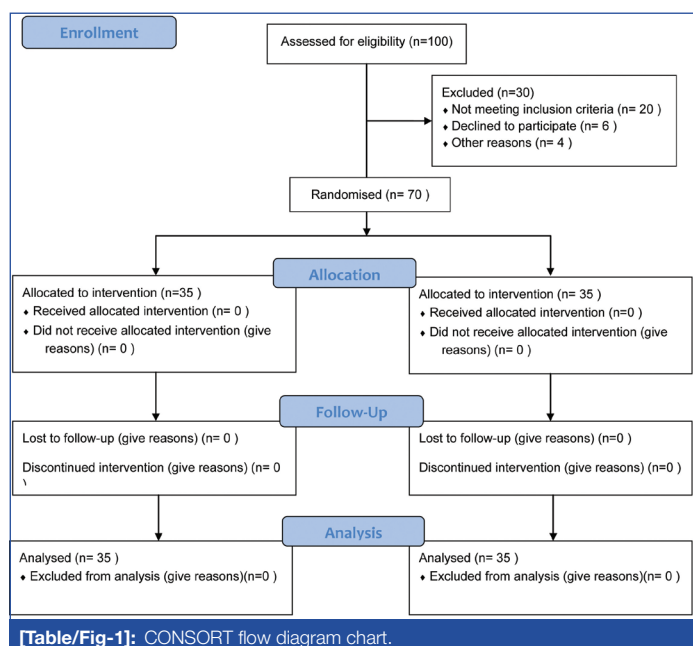 Enrollment
Assessed for eligibility (n=100)
Excluded (n=30)
♦ Not meeting inclusion criteria (n= 20 )
♦ Declined to participate (n= 6 )
♦ Other reasons (n= 4 )
Randomised (n= 70 )
Allocation
Allocated to intervention (n=35 )
♦ Received allocated intervention (n= 0 )
♦ Did not receive allocated intervention (give
reasons) (n= 0 )
Allocated to intervention (n= 35 )
♦ Received allocated intervention (n=0 )
♦ Did not receive allocated intervention (give
reasons) (n= 0 )
Follow-Up
Lost to follow-up (give reasons) (n= 0 )
Discontinued intervention (give reasons) (n= 0
Lost to follow-up (give reasons) (n=0 )
Discontinued intervention (give reasons) (n=0 )
Analysis
Analysed (n= 35 )
♦ Excluded from analysis (give reasons)(n=0 )
Analysed (n= 35 )
♦ Excluded from analysis (give reasons)(n= 0 )
[Table/Fig-1]: CONSORT flow diagram chart.